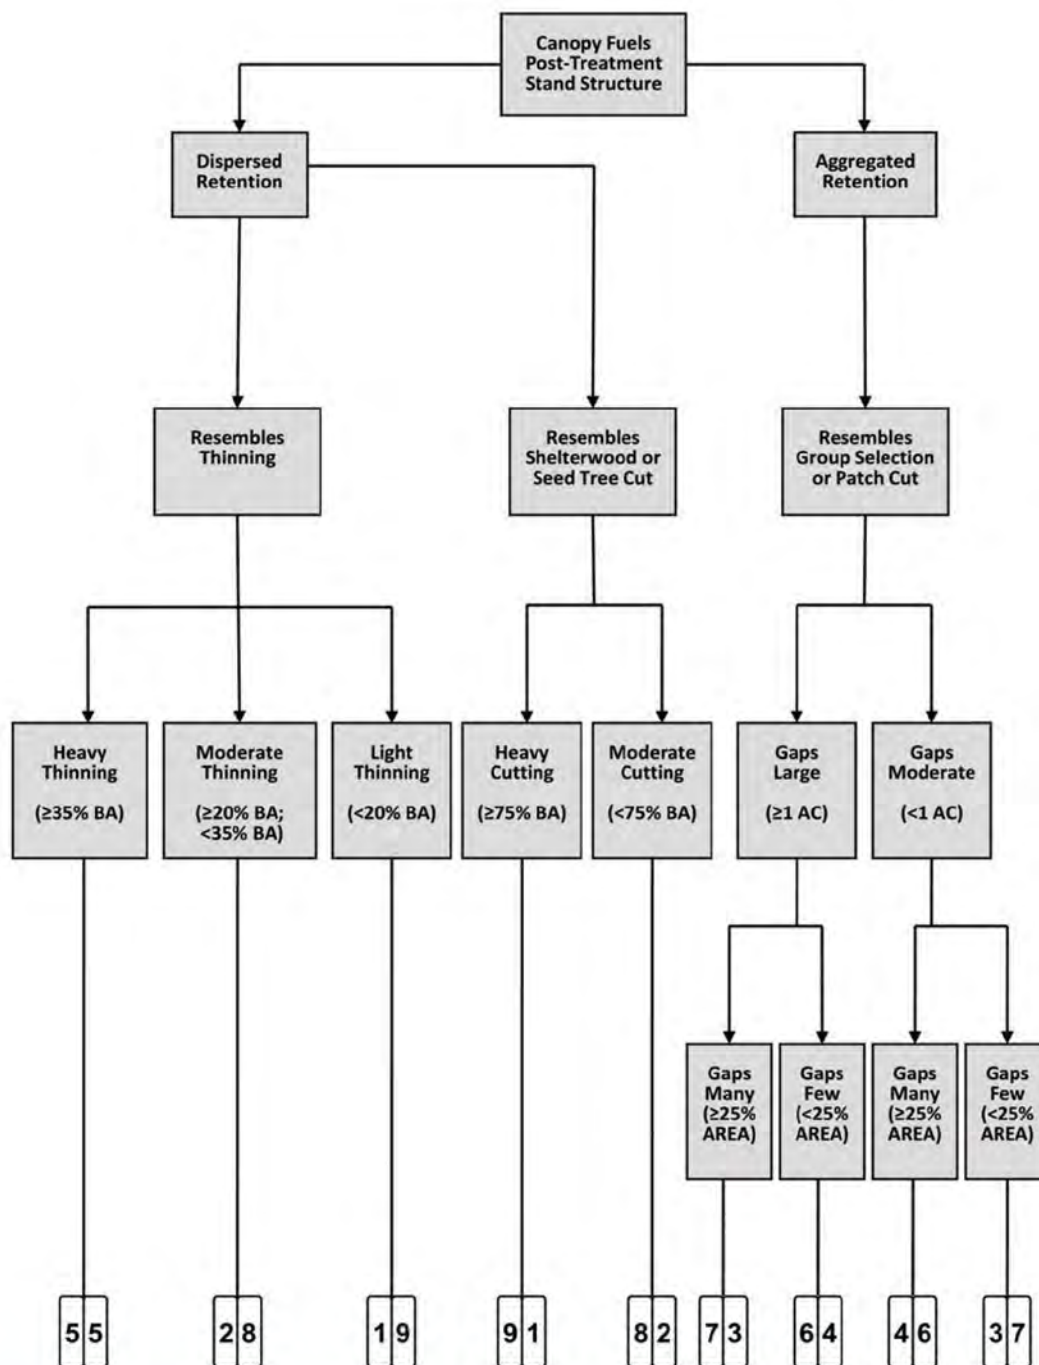 Canopy Fuels
Post-Treatment
Stand Structure
Dispersed
Retention
Aggregated
Retention
Resembles
Thinning
Resembles
Shelterwood or
Seed Tree Cut
Resembles
Group Selection
or Patch Cut
Heavy
Thinning
(≥35% BA)
Moderate
Thinning
(≥20% BA;
<35% BA)
Light
Thinning
(<20% BA)
Heavy
Cutting
(≥75% BA)
Moderate
Cutting
(<75% BA)
Gaps
Large
(≥1 AC)
Gaps
Moderate
(<1 AC)
Gaps
Many
(≥25%
AREA)
Gaps
Few
(<25%
AREA)
Gaps
Many
(≥25%
AREA)
Gaps
Few
(<25%
AREA)
5 5
2 8
1 9
9 1
8 2
7 3
6 4
4 6
3 7